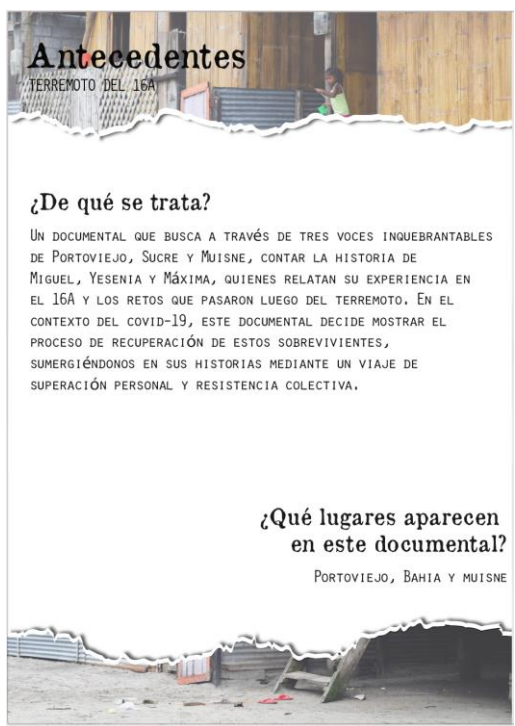 Antecedentes
TERREMOTO DEL 16A
¿De qué se trata?
UN DOCUMENTAL QUE BUSCA A TRAVÉS DE TRES VOCES INQUEBRANTABLES
DE PORTOVIEJO, SUCRE Y MUISNE, CONTAR LA HISTORIA DE
MIGUEL, YESENIA Y MÁXIMA, QUIENES RELATAN SU EXPERIENCIA EN
EL 16A Y LOS RETOS QUE PASARON LUEGO DEL TERREMOTO. EN EL
CONTEXTO DEL COVID-19, ESTE DOCUMENTAL DECIDE MOSTRAR EL
PROCESO DE RECUPERACIÓN DE ESTOS SOBREVIVIENTES,
SUMERGIÉNDONOS EN SUS HISTORIAS MEDIANTE UN VIAJE DE
SUPERACIÓN PERSONAL Y RESISTENCIA COLECTIVA.
¿Qué lugares aparecen
en este documental?
PORTOVIEJO, BAHIA Y MUISNE